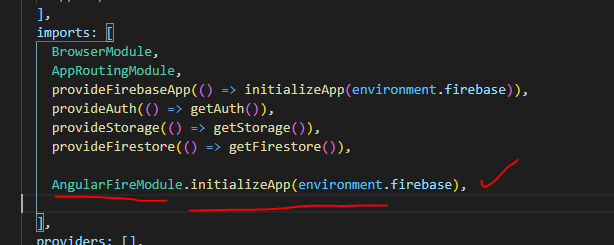 ],
imports: [
BrowserModule,
AppRoutingModule,
provideFirebaseApp(() => initializeApp(environment.firebase)),
provideAuth(() => getAuth()),
provideStorage(() => getStorage()),
provideFirestore(() => getFirestore()),
AngularFireModule.initializeApp(environment.firebase),
],
providers: [],